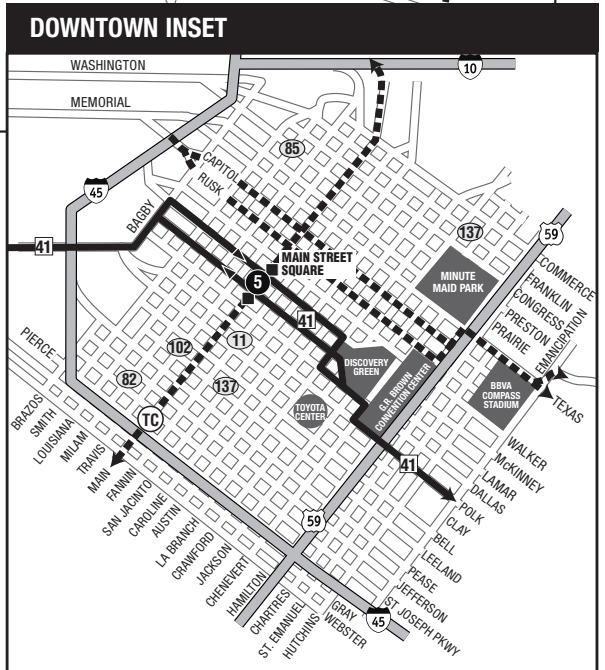 DOWNTOWN INSET
WASHINGTON
10
MEMORIAL
85
CAPITOL
RUSK
45
BAGBY
137
59
41
MAIN STREET
SQUARE
5
MINUTE
MAID PARK
COMMERCE
FRANKLIN
CONGRESS
PRESTON
PRAIRIE
EMANCIPATION
TEXAS
41
11
102
137
82
DISCOVERY
GREEN
G.R. BROWN
CONVENTION CENTER
BBVA
COMPASS
STADIUM
TOYOTA
CENTER
TC
PIERCE
BRAZOS
SMITH
LOUISIANA
MILAM
TRAVIS
MAIN
FANNIN
SAN JACINTO
CAROLINE
AUSTIN
LA BRANCH
CRAWFORD
JACKSON
CHENEVERT
HAMILTON
59
41
WALKER
McKINNEY
LAMAR
DALLAS
POLK
CLAY
BELL
LEELAND
PEASE
JEFFERSON
ST JOSEPH PKWY
CHARTRES
ST. EMANUEL
HUTCHINS
GRAY
WEBSTER
45